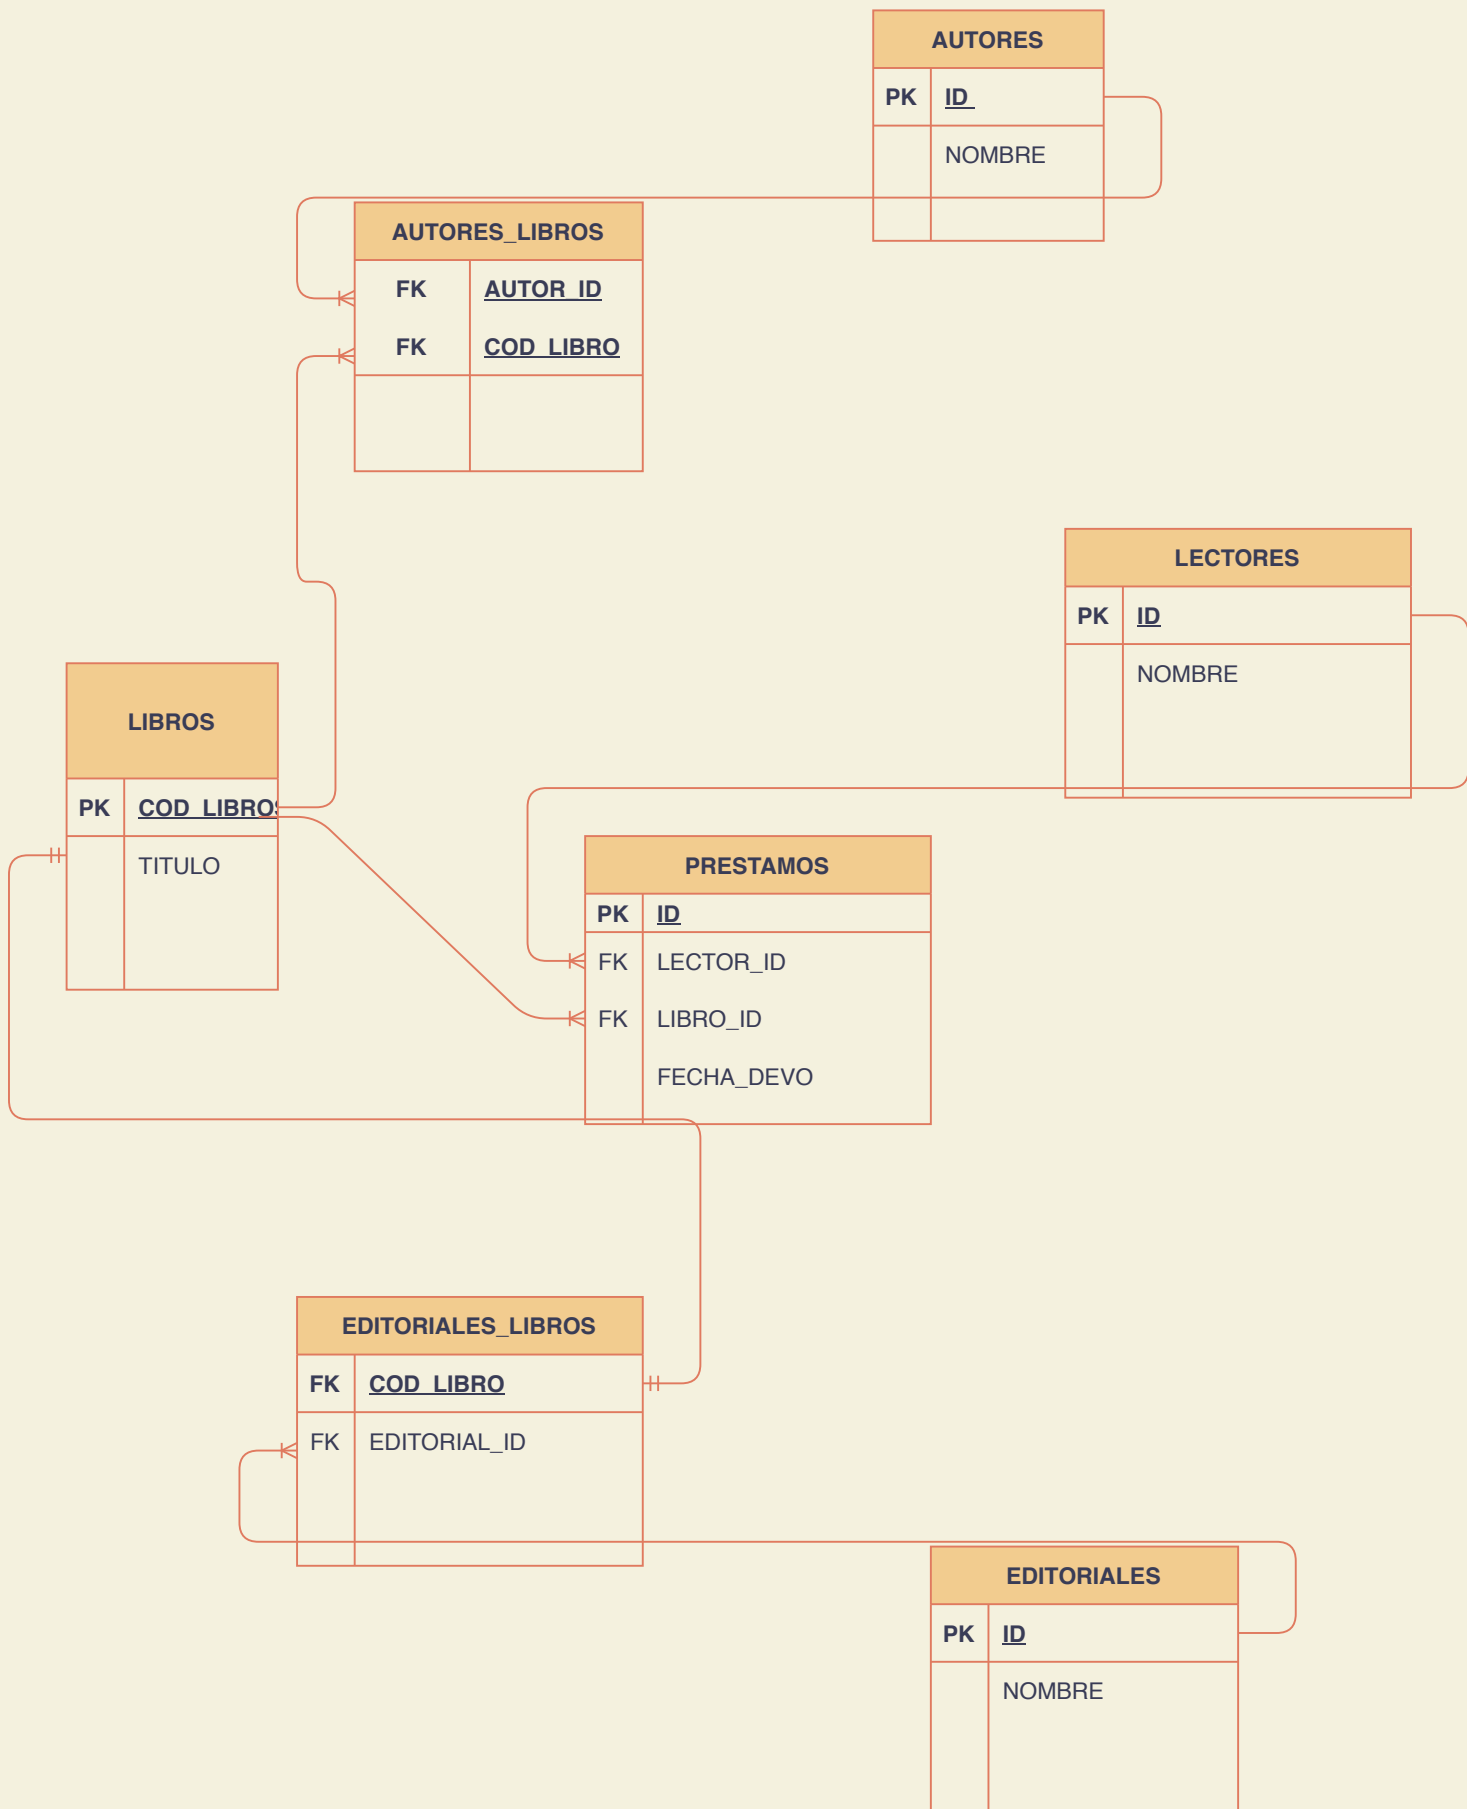 AUTORES
PK ID
NOMBRE
AUTORES_LIBROS
FK AUTOR_ID
FK COD_LIBRO
LECTORES
PK ID
NOMBRE
LIBROS
PK COD_LIBROS
TITULO
PRESTAMOS
PK ID
FK LECTOR_ID
FK LIBRO_ID
FECHA_DEVO
EDITORIALES_LIBROS
FK COD_LIBRO
FK EDITORIAL_ID
EDITORIALES
PK ID
NOMBRE